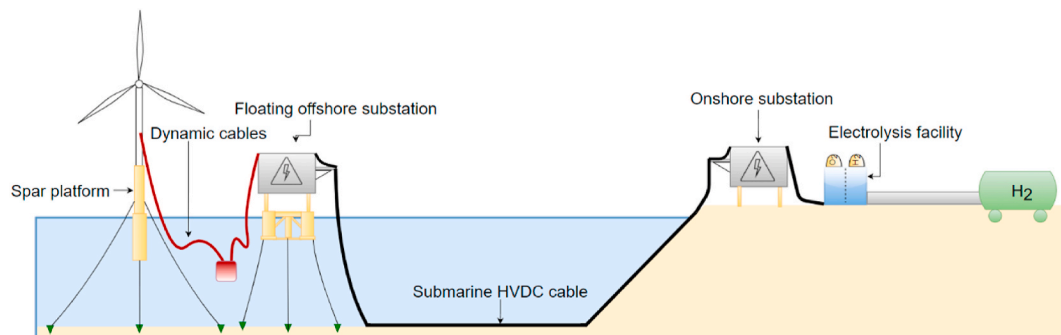 Floating offshore substation
Dynamic cables
Spar platform
Submarine HVDC cable
Onshore substation
Electrolysis facility
H2